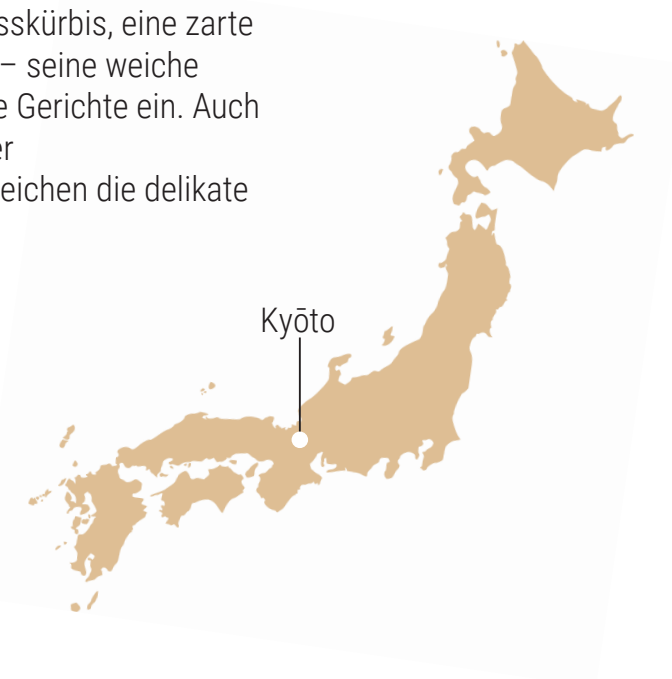 sskürbis, eine zarte
– seine weiche
e Gerichte ein. Auch
er
eichen die delikate
Kyōto